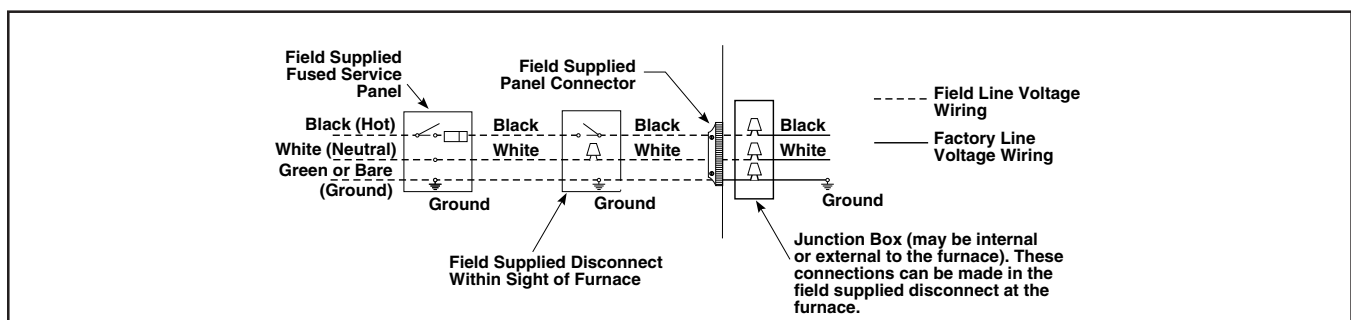 Field Supplied
Fused Service
Panel
Field Supplied
Panel Connector
Field Line Voltage
Wiring
Factory Line
Voltage Wiring
Black (Hot)
Black
Black
Black
White (Neutral)
White
White
White
Green or Bare
(Ground)
Ground
Ground
Ground
Field Supplied Disconnect
Within Sight of Furnace
Junction Box (may be internal
or external to the furnace). These
connections can be made in the
field supplied disconnect at the
furnace.